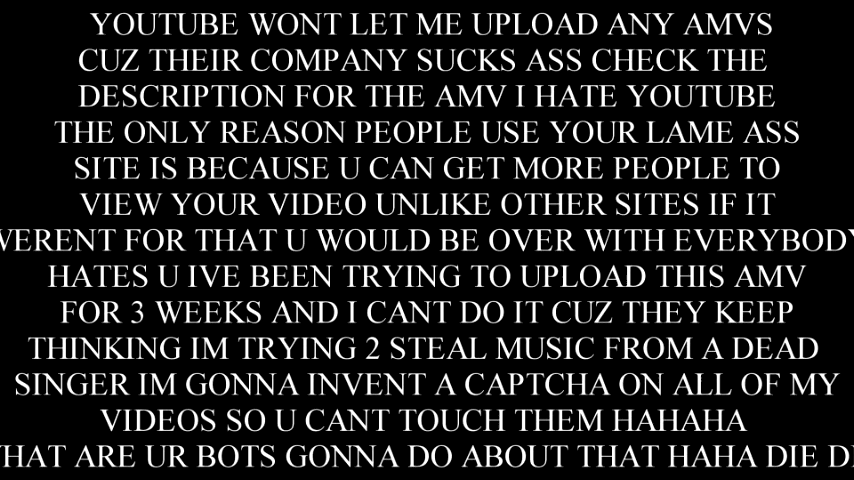 YOUTUBE WONT LET ME UPLOAD ANY AMVS
CUZ THEIR COMPANY SUCKS ASS CHECK THE
DESCRIPTION FOR THE AMV I HATE YOUTUBE
THE ONLY REASON PEOPLE USE YOUR LAME ASS
SITE IS BECAUSE U CAN GET MORE PEOPLE TO
VIEW YOUR VIDEO UNLIKE OTHER SITES IF IT
VERENT FOR THAT U WOULD BE OVER WITH EVERYBODY
HATES U IVE BEEN TRYING TO UPLOAD THIS AMV
FOR 3 WEEKS AND I CANT DO IT CUZ THEY KEEP
THINKING IM TRYING 2 STEAL MUSIC FROM A DEAD
SINGER IM GONNA INVENT A CAPTCHA ON ALL OF MY
VIDEOS SO U CANT TOUCH THEM HAHAHA
HAT ARE UR BOTS GONNA DO ABOUT THAT HAHA DIE D